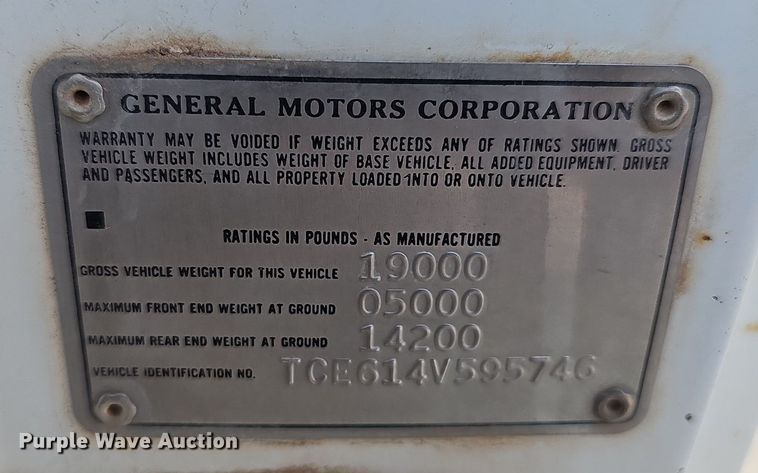 GENERAL MOTORS CORPORATION
WARRANTY MAY BE VOIDED IF WEIGHT EXCEEDS ANY OF RATINGS SHOWN. GROSS
VEHICLE WEIGHT INCLUDES WEIGHT OF BASE VEHICLE, ALL ADDED EQUIPMENT, DRIVER
AND PASSENGERS, AND ALL PROPERTY LOADED INTO OR ONTO VEHICLE.
RATINGS IN POUNDS - AS MANUFACTURED
GROSS VEHICLE WEIGHT FOR THIS VEHICLE 19000
MAXIMUM FRONT END WEIGHT AT GROUND 05000
MAXIMUM REAR END WEIGHT AT GROUND 14200
VEHICLE IDENTIFICATION NO. TCE614V595746
Purple Wave Auction